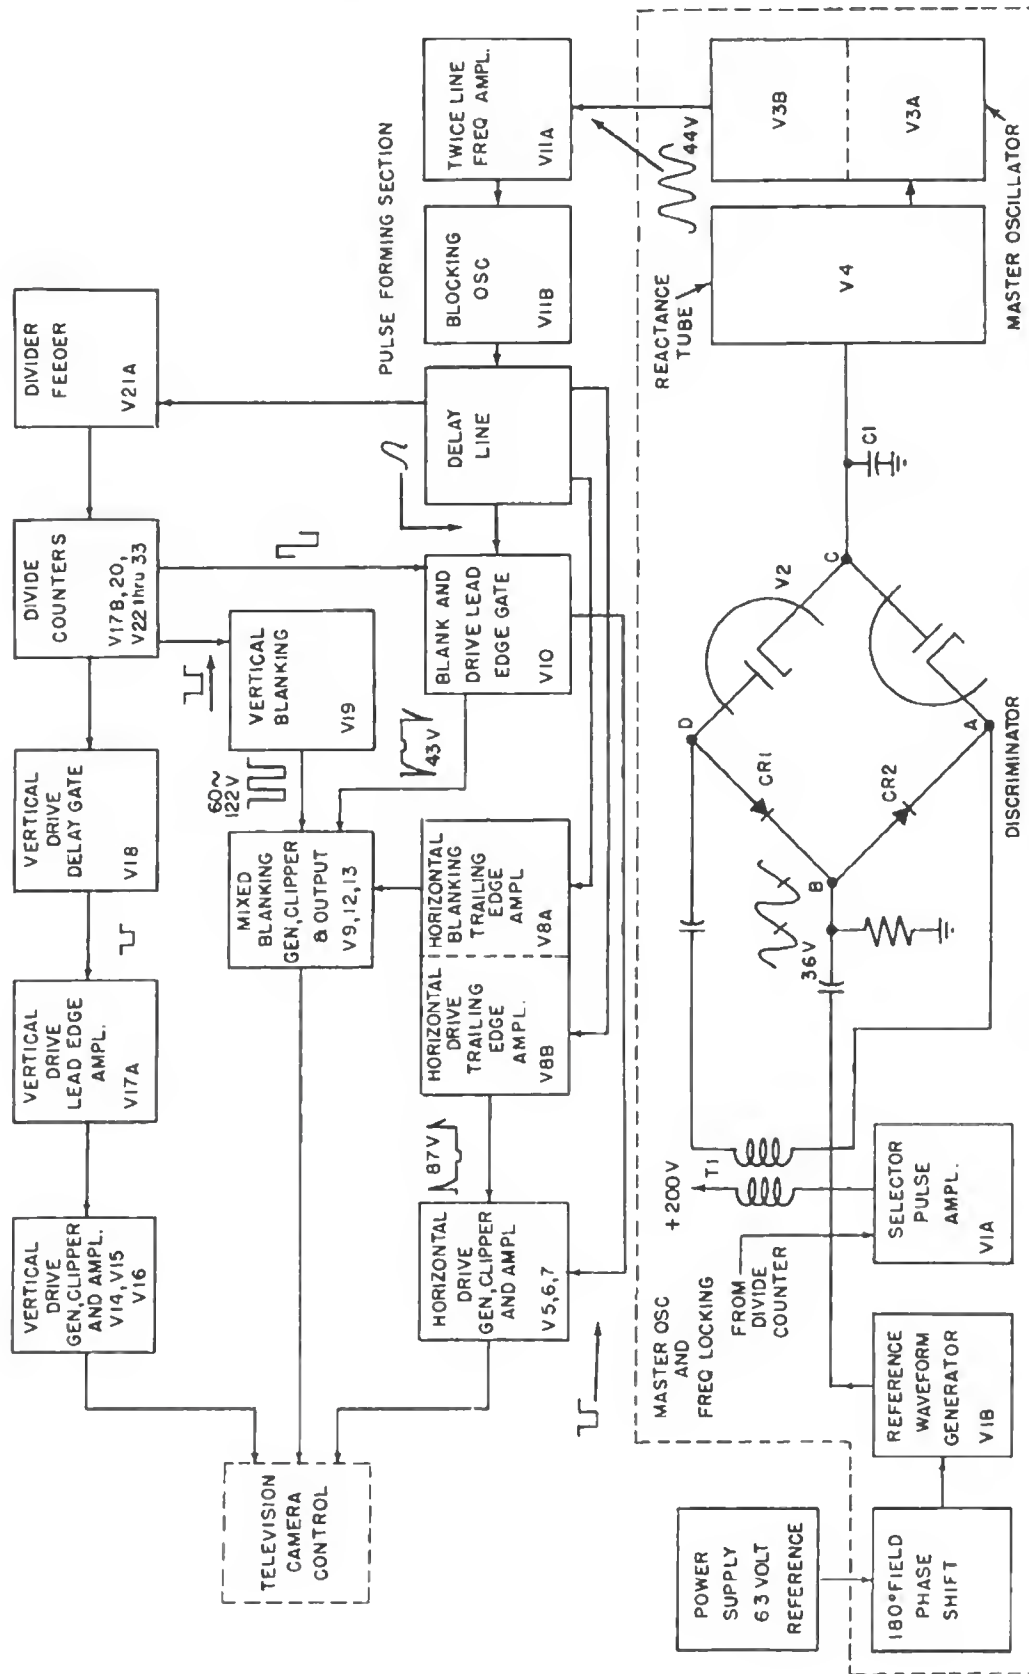 DIVIDER
FEEDER
V21A
DIVIDE
COUNTERS
V17B, 20,
V22 thru 33
VERTICAL
DRIVE
DELAY GATE
V18
VERTICAL
DRIVE
LEAD EDGE
AMPL.
V17A
VERTICAL
DRIVE
GEN, CLIPPER
AND AMPL.
V14, V15
V16
VERTICAL
BLANKING
V19
60~
122V
MIXED
BLANKING
GEN, CLIPPER
& OUTPUT
V9, 12, 13
TELEVISION
CAMERA
CONTROL
PULSE FORMING SECTION
TWICE LINE
FREQ AMPL.
V11A
BLOCKING
OSC
V11B
DELAY
LINE
BLANK AND
DRIVE LEAD
EDGE GATE
V10
43V
HORIZONTAL
BLANKING
TRAILING
EDGE
AMPL
V8A
HORIZONTAL
DRIVE
TRAILING
EDGE
AMPL.
V8B
87V
HORIZONTAL
DRIVE
GEN, CLIPPER
AND AMPL
V5, 6, 7
MASTER OSC
AND
FREQ LOCKING
44V
V3B
V3A
MASTER OSCILLATOR
REACTANCE
TUBE
V4
C1
C
V2
D
A
CR1
CR2
B
DISCRIMINATOR
36V
+200V
T1
FROM
DIVIDE
COUNTER
SELECTOR
PULSE
AMPL.
V1A
REFERENCE
WAVEFORM
GENERATOR
V1B
POWER
SUPPLY
63 VOLT
REFERENCE
180° FIELD
PHASE
SHIFT